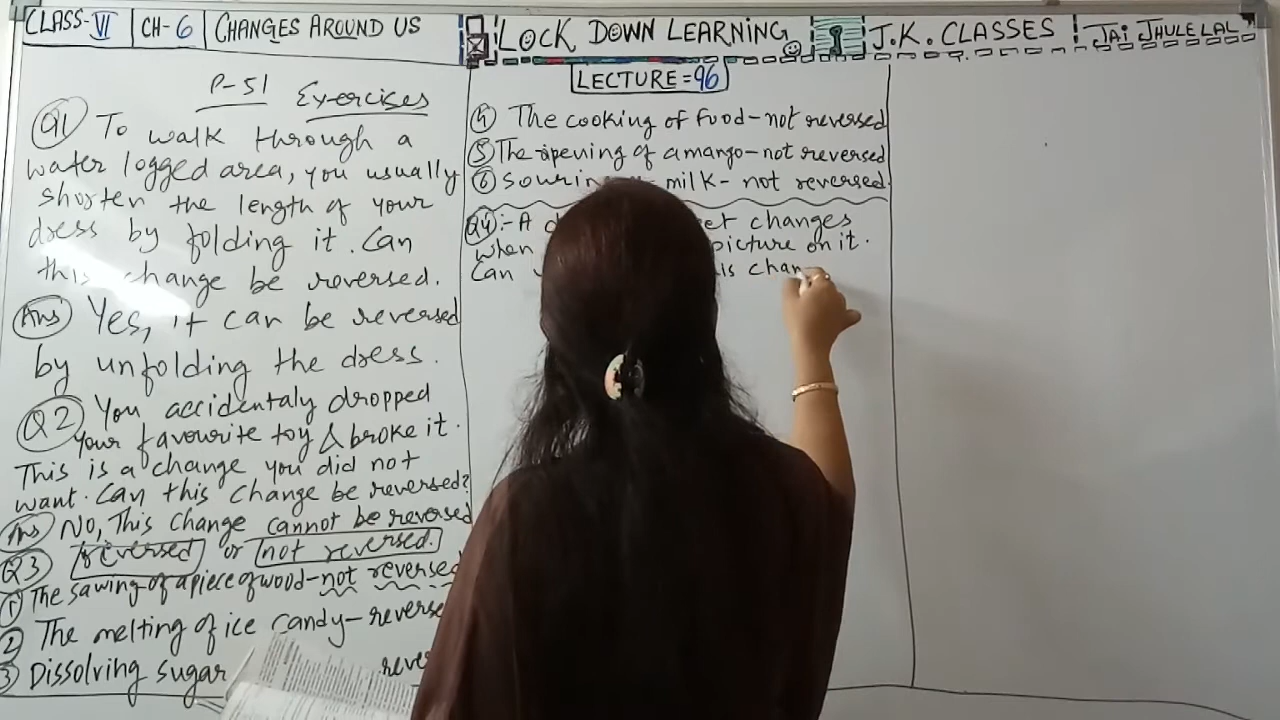 CLASS-VI CH-6 CHANGES AROUND US
LOCK DOWN LEARNING
J.K. CLASSES
JAI JHULELAL
LECTURE=96
P-51 Exercises
Q1 To walk through a
water logged area, you usually
shorten the length of your
dress by folding it. Can
this change be reversed.
Ans Yes, it can be reversed
by unfolding the dress.
Q2 You accidentaly dropped
your favourite toy & broke it.
This is a change you did not
want. Can this change be reversed?
Ans No, This change cannot be reversed
Q3 reversed or not reversed.
1 The sawing of a piece of wood-not reversed
2 The melting of ice candy-reverse
3 Dissolving sugar
4 The cooking of food-not reversed
5 The ripening of a mango-not reversed
6 Sourin milk- not reversed.
Q4:- A changes
when picture on it.
Can chan